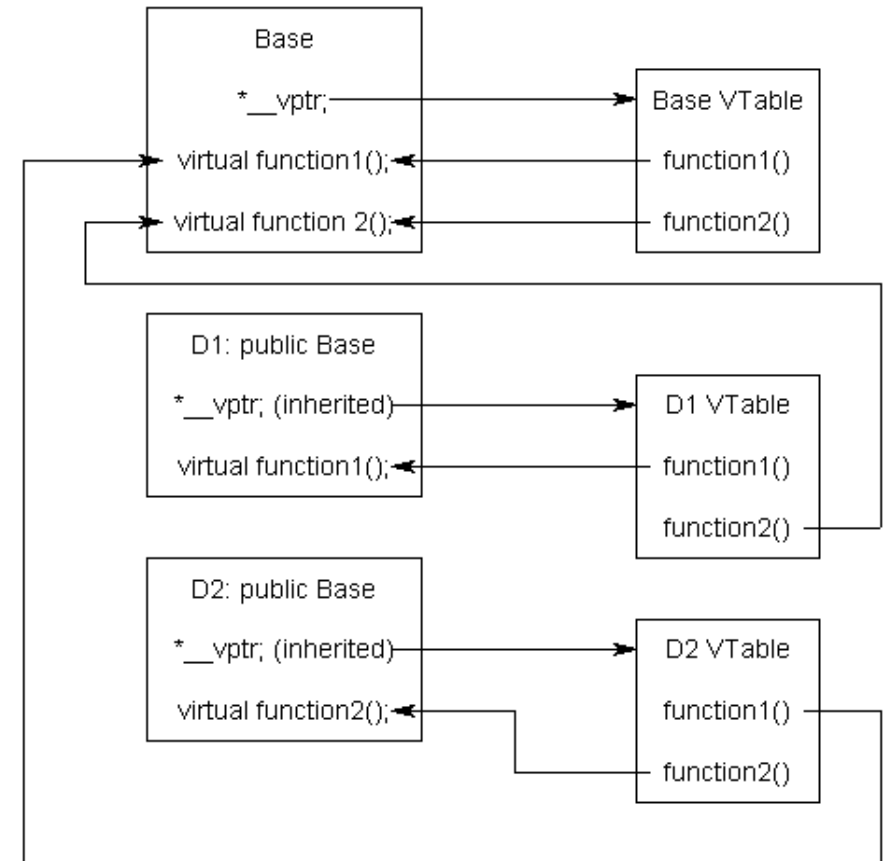 Base
*__vptr;
virtual function1();
virtual function 2();
Base VTable
function1()
function2()
D1: public Base
*__vptr; (inherited)
virtual function1();
D1 VTable
function1()
function2()
D2: public Base
*__vptr; (inherited)
virtual function2();
D2 VTable
function1()
function2()